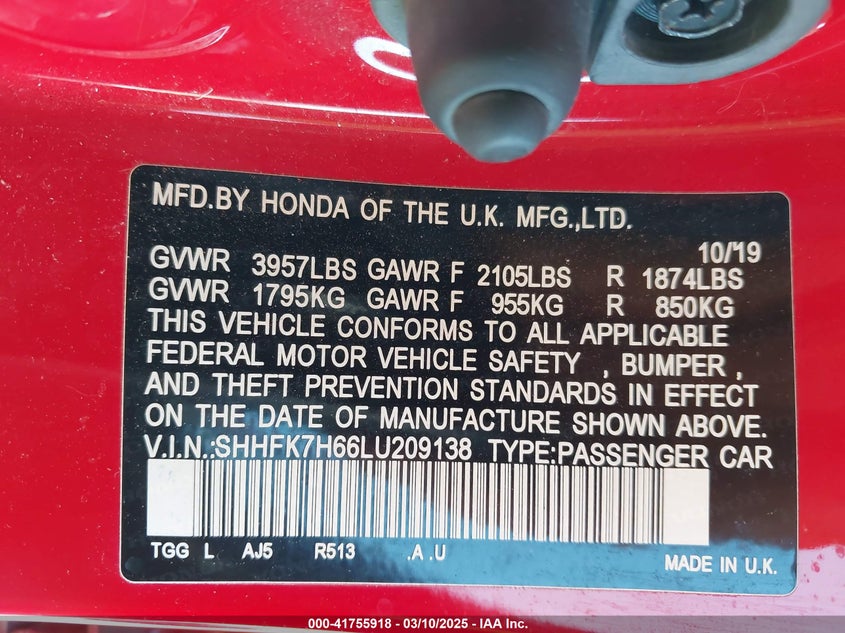 MFD.BY HONDA OF THE U.K. MFG.,LTD.
10/'19
GVWR 3957LBS GAWR F 2105LBS R 1874LBS
GVWR 1795KG GAWR F 955KG R 850KG
THIS VEHICLE CONFORMS TO ALL APPLICABLE
FEDERAL MOTOR VEHICLE SAFETY , BUMPER ,
AND THEFT PREVENTION STANDARDS IN EFFECT
ON THE DATE OF MANUFACTURE SHOWN ABOVE.
V.I.N.:SHHFK7H66LU209138 TYPE:PASSENGER CAR
TGG L AJ5 R513 .A .U MADE IN U.K.
000-41755918 - 03/10/2025 - IAA Inc.